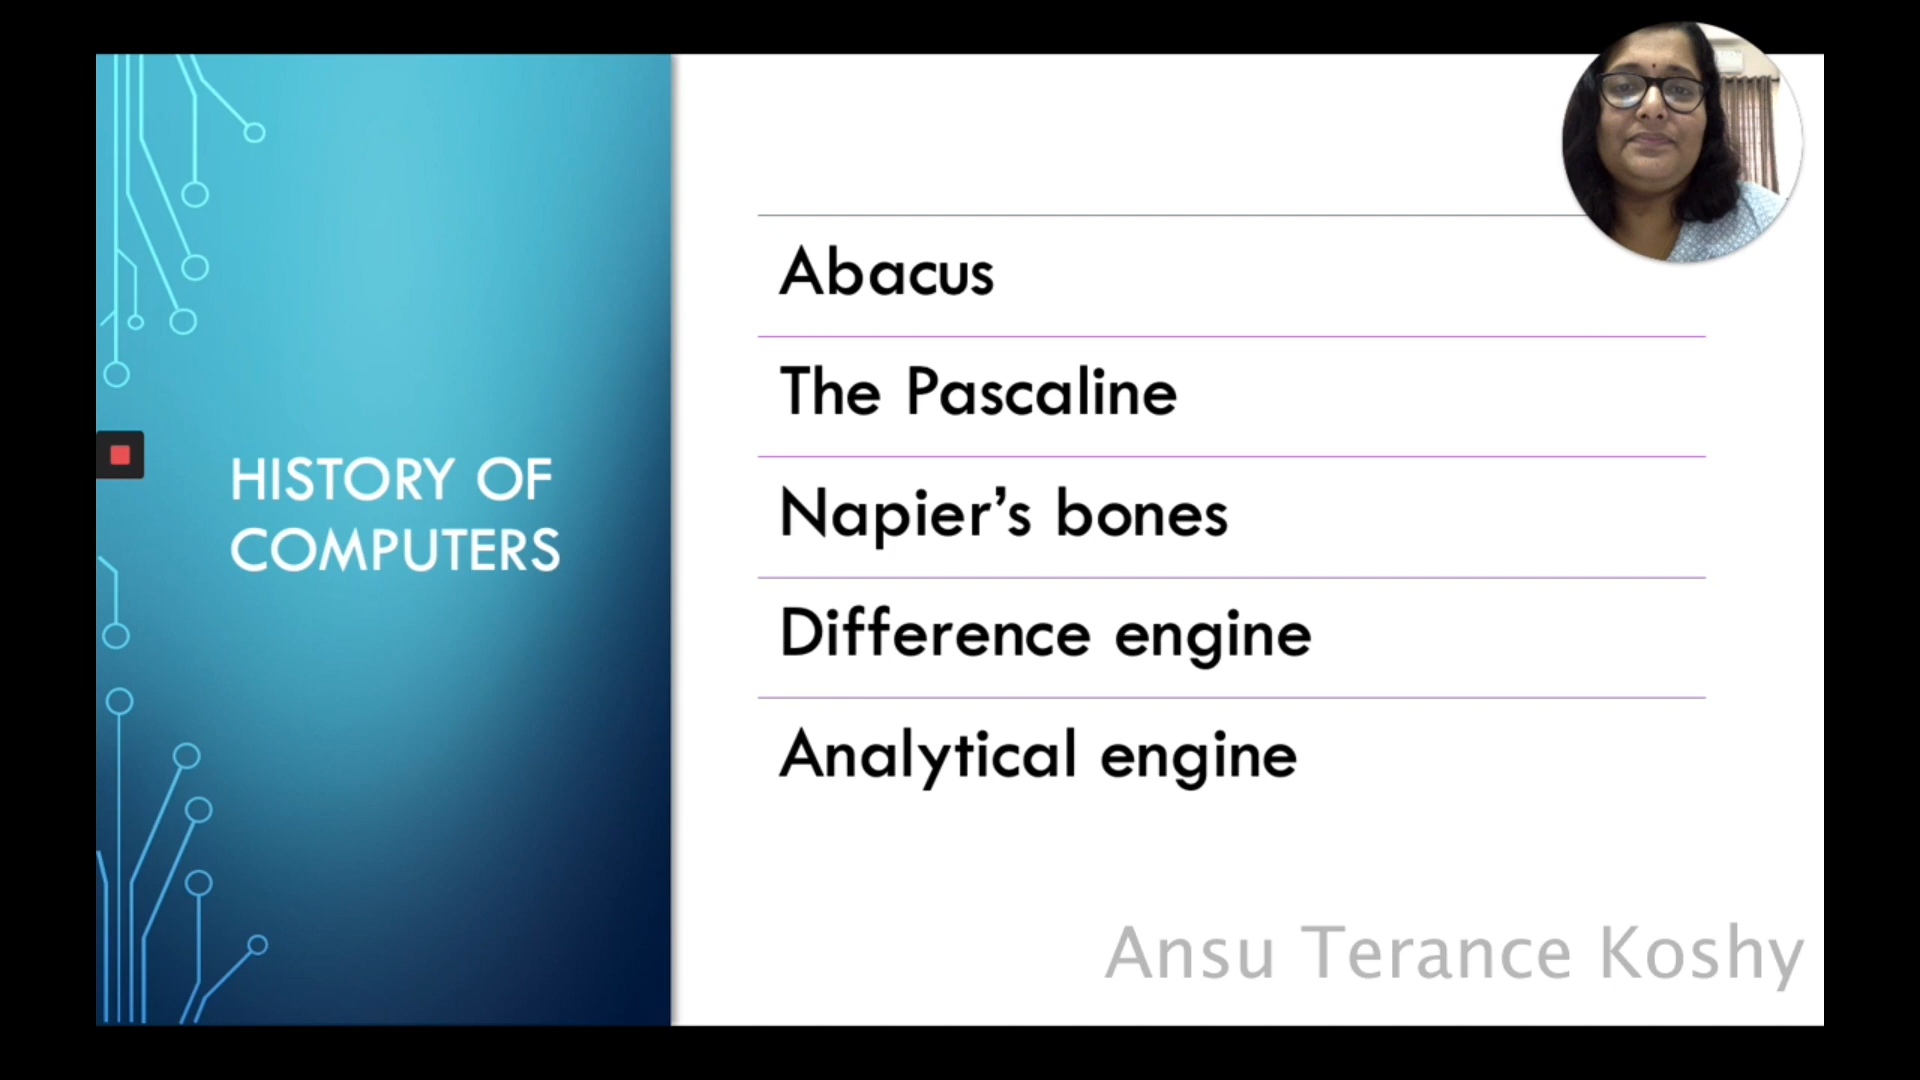 HISTORY OF
COMPUTERS
Abacus
The Pascaline
Napier’s bones
Difference engine
Analytical engine
Ansu Terance Koshy